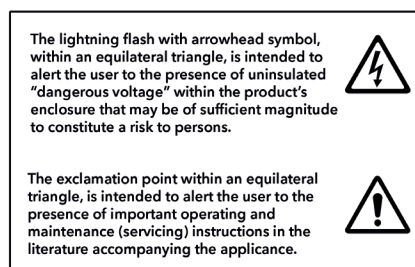 The lightning flash with arrowhead symbol,
within an equilateral triangle, is intended to
alert the user to the presence of uninsulated
“dangerous voltage” within the product’s
enclosure that may be of sufficient magnitude
to constitute a risk to persons.
The exclamation point within an equilateral
triangle, is intended to alert the user to the
presence of important operating and
maintenance (servicing) instructions in the
literature accompanying the applicance.